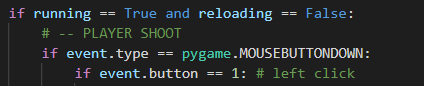 if running == True and reloading == False:
# -- PLAYER SHOOT
if event.type == pygame.MOUSEBUTTONDOWN:
if event.button == 1: # left click